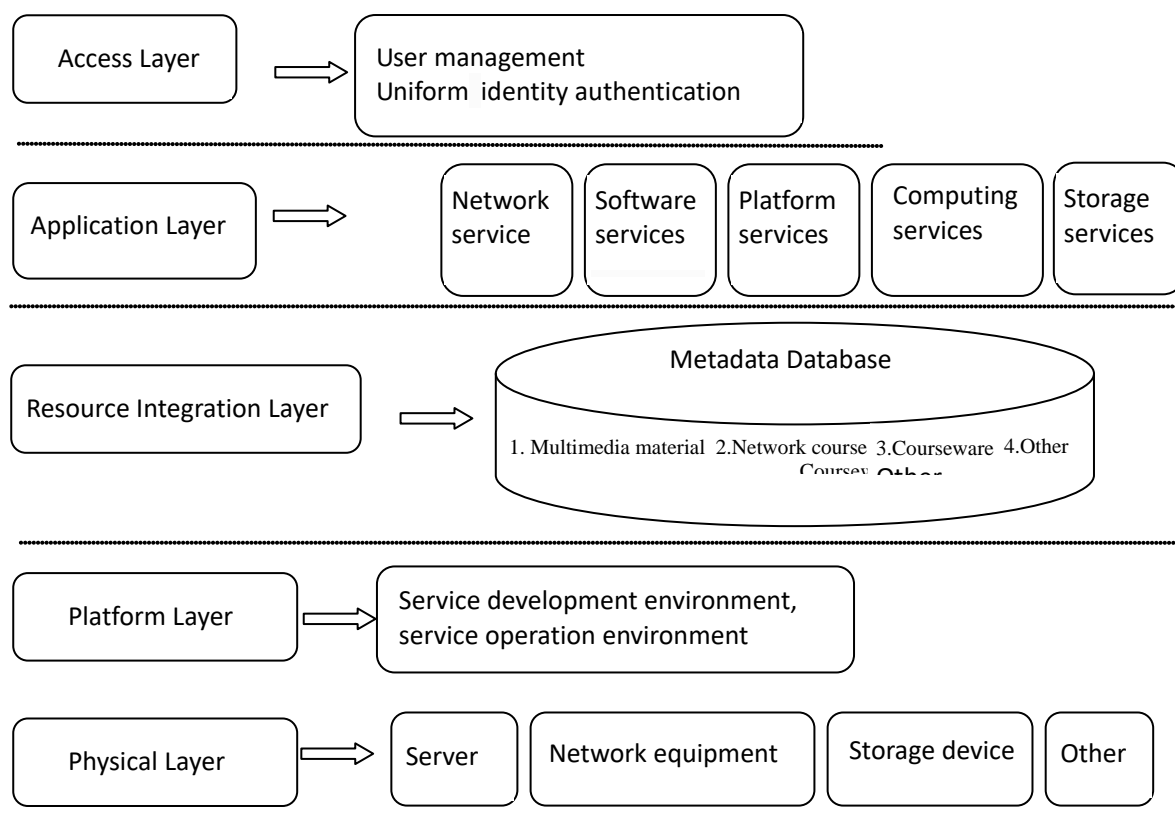 Access Layer
User management
Uniform identity authentication
Application Layer
Network
service
Software
services
Platform
services
Computing
services
Storage
services
Resource Integration Layer
Metadata Database
1. Multimedia material 2.Network course 3.Courseware 4.Other
Platform Layer
Service development environment,
service operation environment
Physical Layer
Server
Network equipment
Storage device
Other